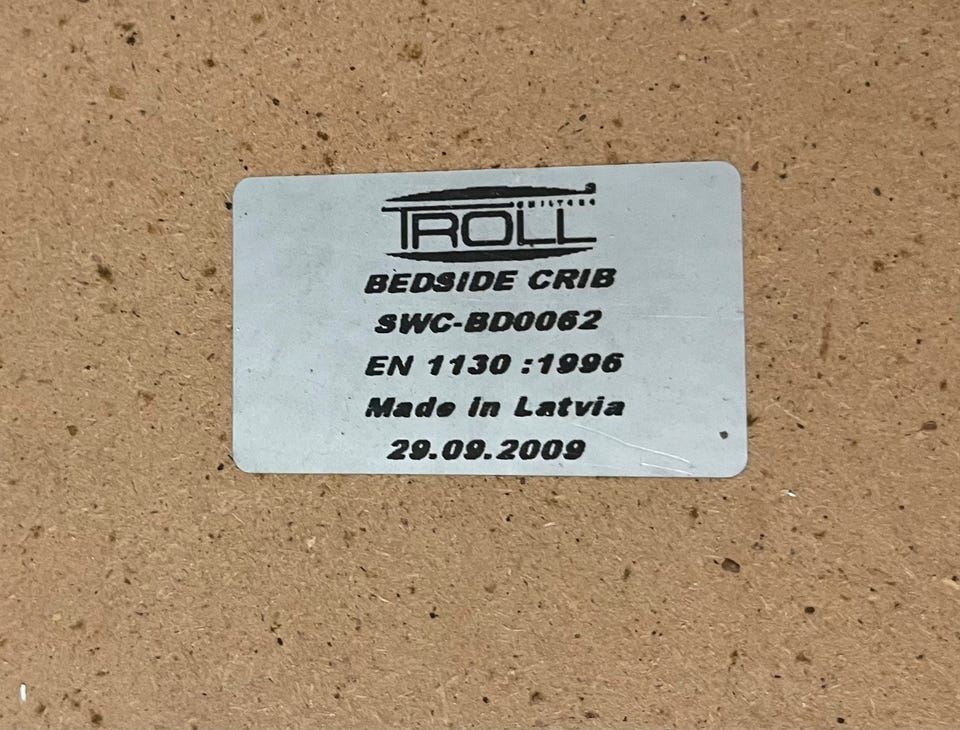 TROLL
BEDSIDE CRIB
SWC-BD0062
EN 1130 :1996
Made in Latvia
29.09.2009